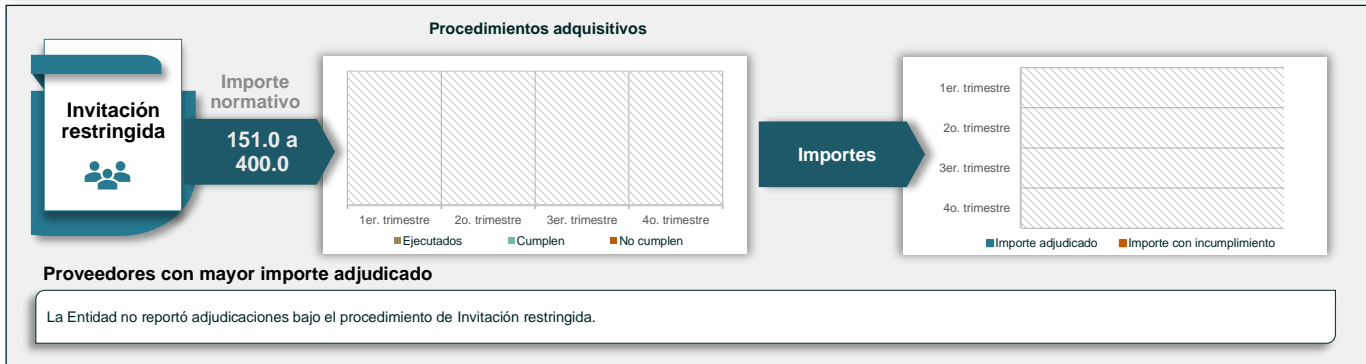 Procedimientos adquisitivos
Invitación
restringida
Importe
normativo
151.0 a
400.0
1er. trimestre
2o. trimestre
3er. trimestre
4o. trimestre
Ejecutados
Cumplen
No cumplen
Importes
1er. trimestre
2o. trimestre
3er. trimestre
4o. trimestre
Importe adjudicado
Importe con incumplimiento
Proveedores con mayor importe adjudicado
La Entidad no reportó adjudicaciones bajo el procedimiento de Invitación restringida.